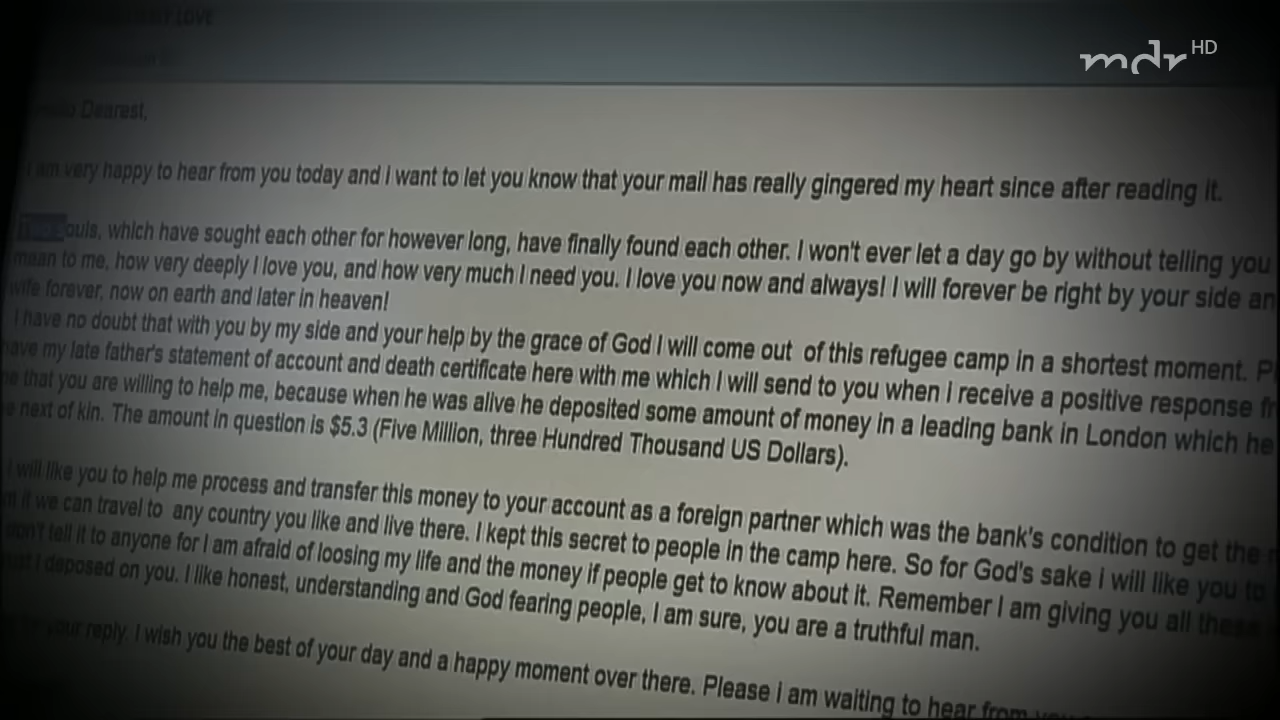 LOVE
mdr HD
Dearest,
I am very happy to hear from you today and i want to let you know that your mail has really gingered my heart since after reading it.
souls, which have sought each other for however long, have finally found each other. I won't ever let a day go by without telling you
mean to me, how very deeply I love you, and how very much I need you. I love you now and always! I will forever be right by your side an
wife forever, now on earth and later in heaven!
I have no doubt that with you by my side and your help by the grace of God I will come out of this refugee camp in a shortest moment. P
have my late father's statement of account and death certificate here with me which I will send to you when i receive a positive response fr
me that you are willing to help me, because when he was alive he deposited some amount of money in a leading bank in London which he
next of kin. The amount in question is $5.3 (Five Million, three Hundred Thousand US Dollars).
I will like you to help me process and transfer this money to your account as a foreign partner which was the bank's condition to get the
it we can travel to any country you like and live there. I kept this secret to people in the camp here. So for God's sake i will like you to
don't tell it to anyone for I am afraid of loosing my life and the money if people get to know about it. Remember I am giving you all these
I deposed on you. I like honest, understanding and God fearing people, I am sure, you are a truthful man.
your reply. I wish you the best of your day and a happy moment over there. Please i am waiting to hear from